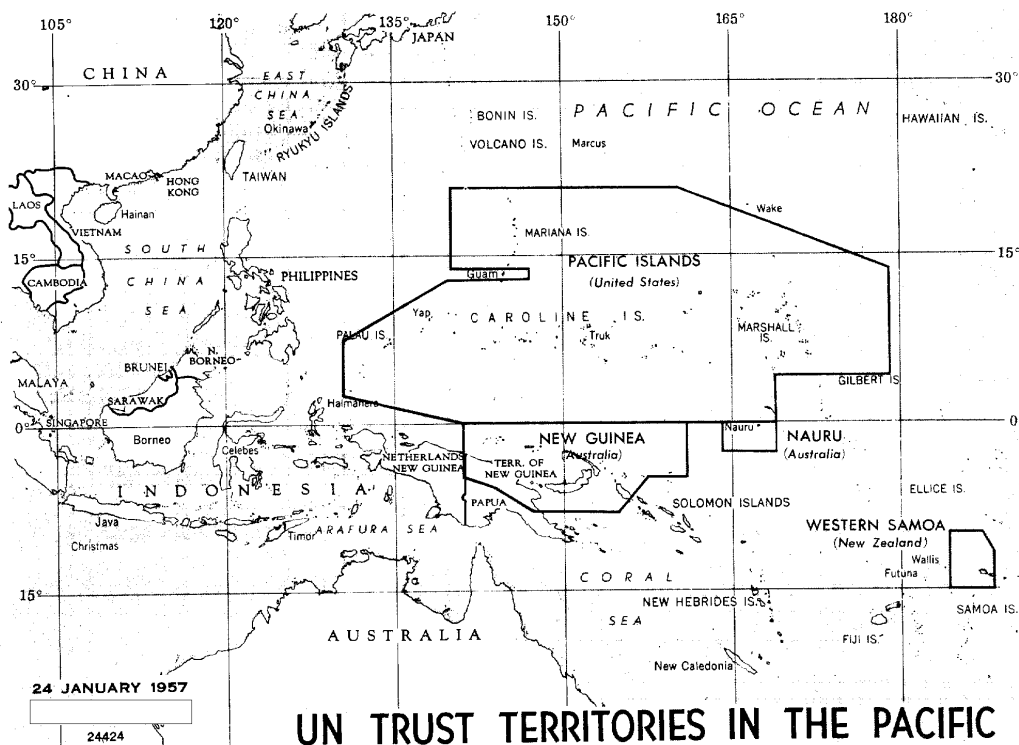 105°
120°
135°
150°
165°
180°
JAPAN
CHINA
30°
30°
EAST
CHINA
SEA
Okinawa
RYUKYU ISLANDS
BONIN IS.
PACIFIC OCEAN
HAWAIIAN IS.
VOLCANO IS.
Marcus
TAIWAN
MACAO
HONG
KONG
LAOS
Hainan
VIETNAM
Wake
MARIANA IS.
SOUTH
CHINA
SEA
15°
15°
PHILIPPINES
Guam
PACIFIC ISLANDS
(United States)
CAMBODIA
Yap
CAROLINE IS.
PALAU IS.
Truk
MARSHALL
IS.
N.
BORNEO
BRUNEI
MALAYA
SARAWAK
GILBERT IS
Halmahera
0°
0
SINGAPORE
Borneo
Celebes
Nauru
NEW GUINEA
(Australia)
NAURU
(Australia)
NETHERLANDS
NEW GUINEA
TERR. OF
NEW GUINEA
INDONESIA
ELLICE IS.
PAPUA
SOLOMON ISLANDS
Java
Timor
ARAFURA SEA
WESTERN SAMOA
(New Zealand)
Christmas
Wallis
Futuna
CORAL
SEA
15°
NEW HEBRIDES IS.
SAMOA IS.
AUSTRALIA
FIJI IS.
New Caledonia
24 JANUARY 1957
24424
UN TRUST TERRITORIES IN THE PACIFIC